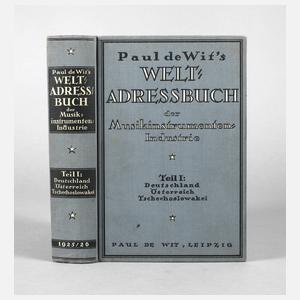 Paul de Wit's
WELT-
ADRESS-
BUCH
der
Musik-
instrumenten-
Industrie
Teil I:
Deutschland
Österreich
Tschechoslowakei
1925/26
Paul de Wit's
WELT-
ADRESSBUCH
der
Musikinstrumenten-
Industrie
Teil I:
Deutschland
Österreich
Tschechoslowakei
PAUL DE WIT, LEIPZIG